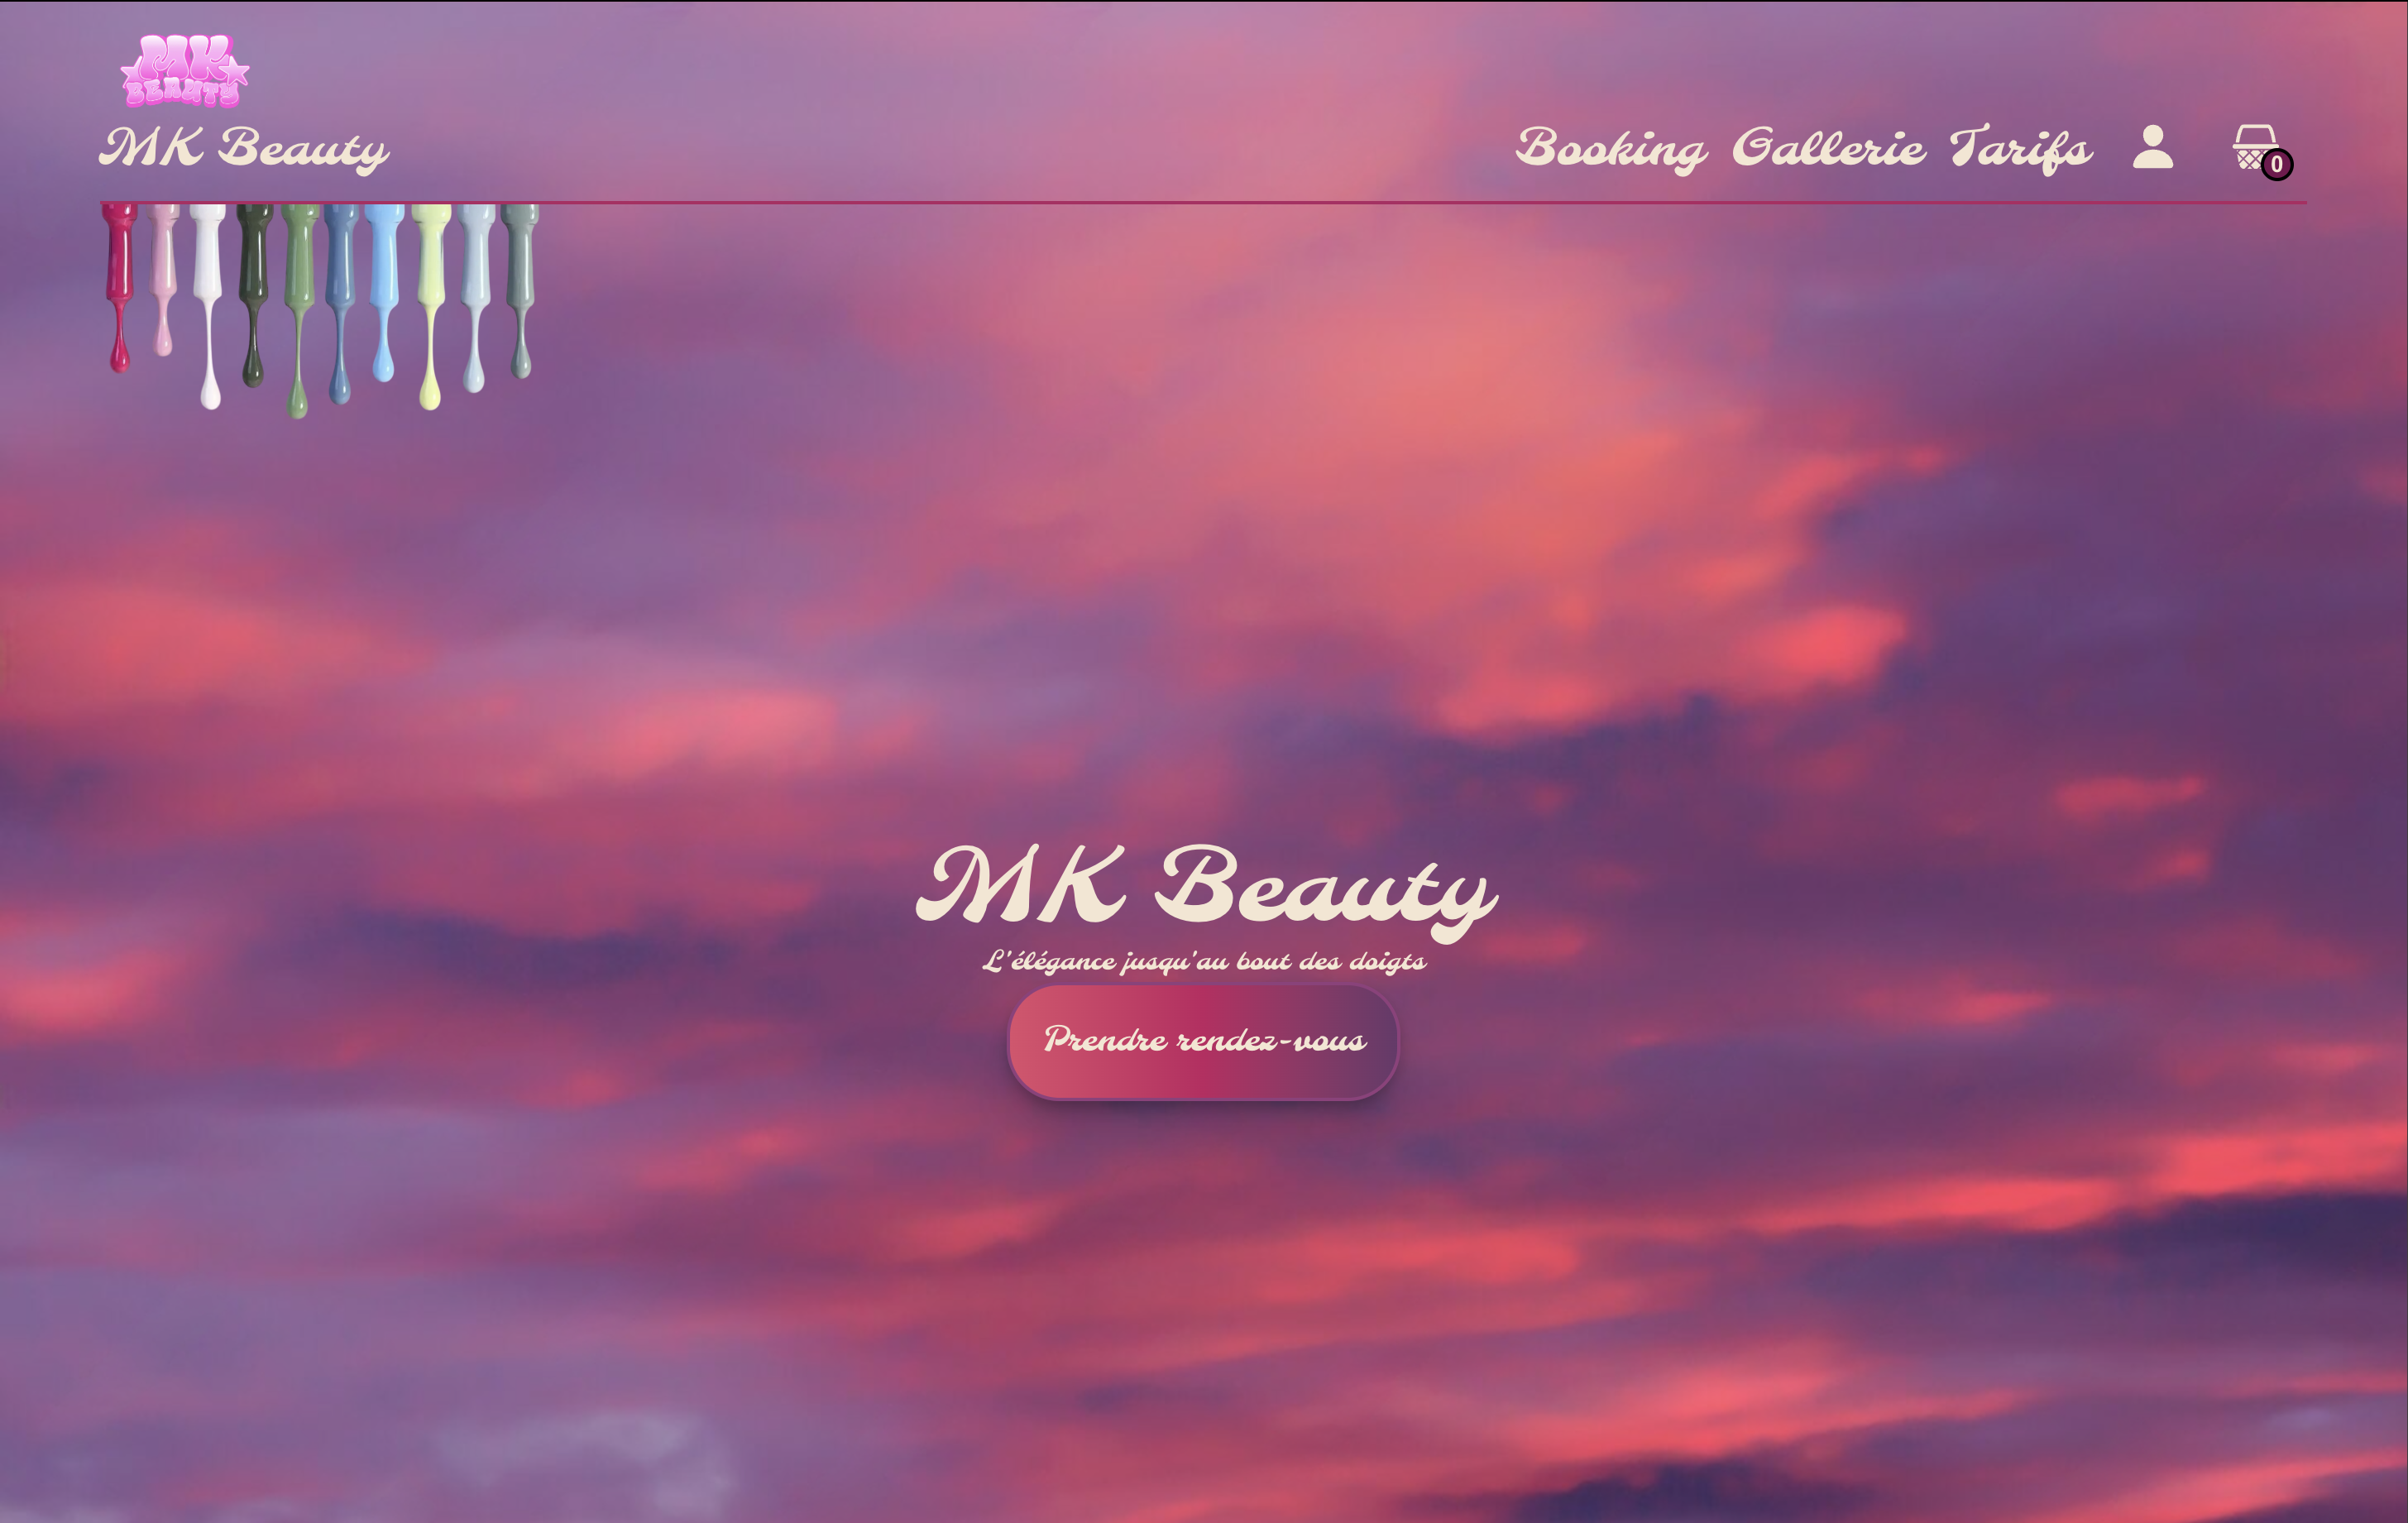 MK
BEAUTY
MK Beauty
Booking Gallerie Tarifs
0
MK Beauty
L'élégance jusqu'au bout des doigts
Prendre rendez-vous